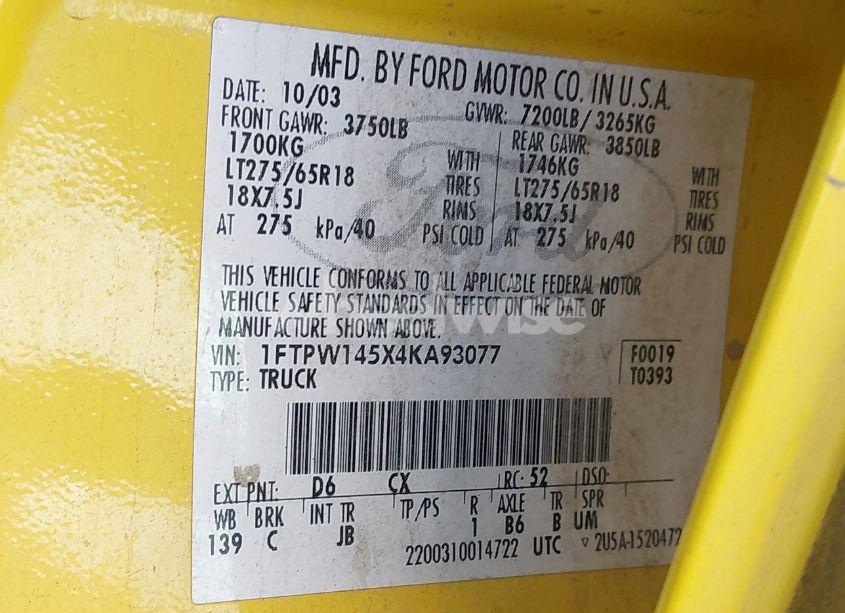 MFD. BY FORD MOTOR CO. IN U.S.A.
DATE: 10/03 GVWR: 7200LB / 3265KG
FRONT GAWR: 3750LB REAR GAWR: 3850LB
1700KG WITH 1746KG WITH
LT275/65R18 TIRES LT275/65R18 TIRES
18X7.5J RIMS 18X7.5J RIMS
AT 275 kPa/40 PSI COLD AT 275 kPa/40 PSI COLD
Ford
THIS VEHICLE CONFORMS TO ALL APPLICABLE FEDERAL MOTOR
VEHICLE SAFETY STANDARDS IN EFFECT ON THE DATE OF
MANUFACTURE SHOWN ABOVE.
VIN: 1FTPW145X4KA93077 F0019
TYPE: TRUCK T0393
EXT PNT: D6 CX RC: 52 DSO:
WB BRK INT TR TP/PS R AXLE TR SPR
139 C JB 1 B6 B UM
2200310014722 UTC ▽ 2U5A-1520472